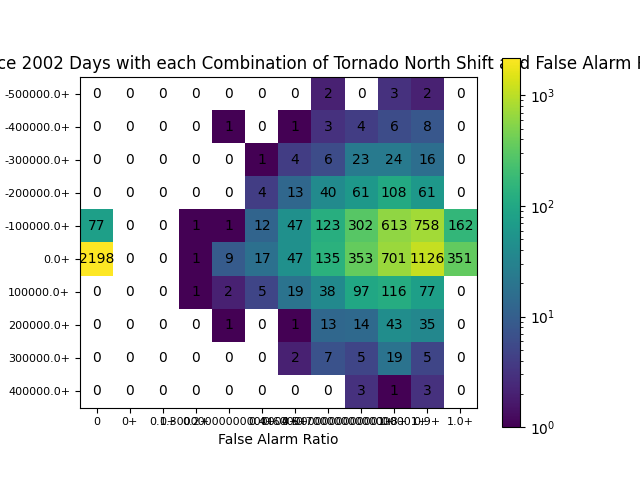 ce 2002 Days with each Combination of Tornado North Shift and False Alarm
-500000.0+ 0 0 0 0 0 0 0 2 0 3 2 0
-400000.0+ 0 0 0 0 1 0 1 3 4 6 8 0
-300000.0+ 0 0 0 0 0 1 4 6 23 24 16 0
-200000.0+ 0 0 0 0 0 4 13 40 61 108 61 0
-100000.0+ 77 0 0 1 1 12 47 123 302 613 758 162
0.0+ 2198 0 0 1 9 17 47 135 353 701 1126 351
100000.0+ 0 0 0 1 2 5 19 38 97 116 77 0
200000.0+ 0 0 0 0 1 0 1 13 14 43 35 0
300000.0+ 0 0 0 0 0 0 2 7 5 19 5 0
400000.0+ 0 0 0 0 0 0 0 0 3 1 3 0
0 0+ 1.0+
False Alarm Ratio
10³
10²
10¹
10⁰